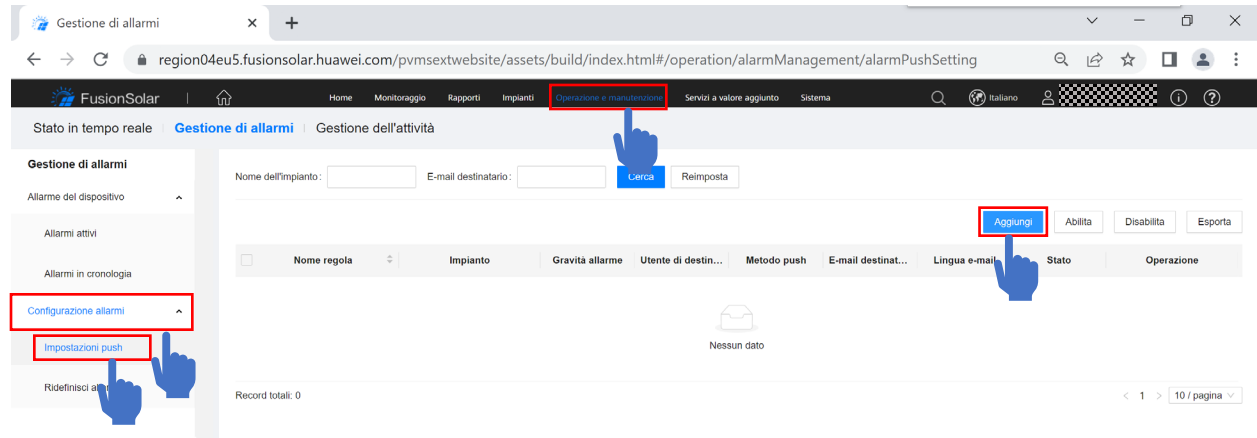 Gestione di allarmi
region04eu5.fusionsolar.huawei.com/pvmsextwebsite/assets/build/index.html#/operation/alarmManagement/alarmPushSetting
FusionSolar Home Monitoraggio Rapporti Impianti Operazione e manutenzione Servizi a valore aggiunto Sistema Italiano
Stato in tempo reale Gestione di allarmi Gestione dell'attività
Gestione di allarmi
Allarme del dispositivo
Allarmi attivi
Allarmi in cronologia
Configurazione allarmi
Impostazioni push
Ridefinisci
Nome dell'impianto: E-mail destinatario: Cerca Reimposta
Aggiungi Abilita Disabilita Esporta
Nome regola Impianto Gravità allarme Utente di destin... Metodo push E-mail destinat... Lingua e-mail Stato Operazione
Nessun dato
Record totali: 0 < 1 > 10 / pagina